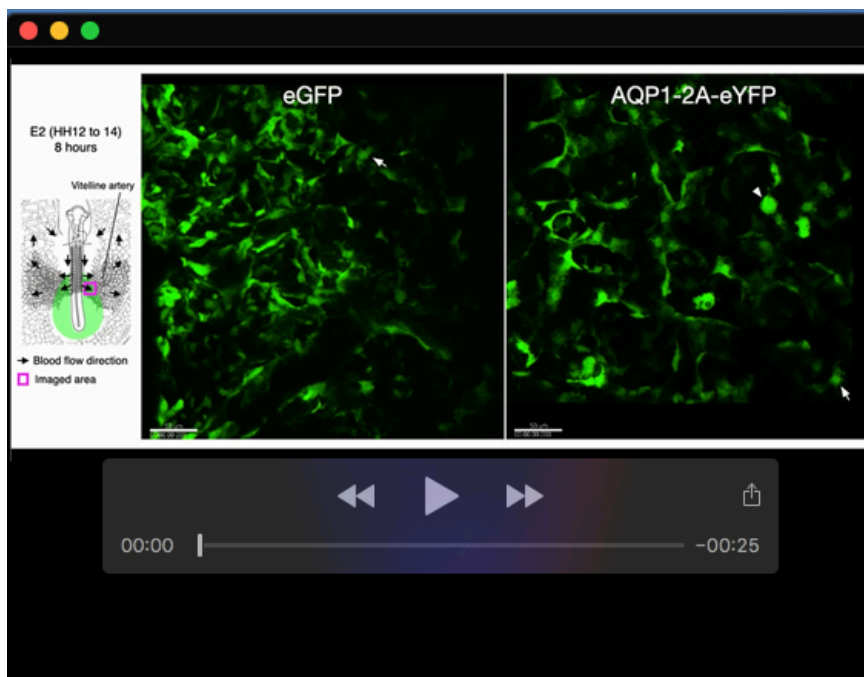 E2 (HH12 to 14)
8 hours
Vitelline artery
Blood flow direction
Imaged area
eGFP
AQP1-2A-eYFP
00:00
-00:25